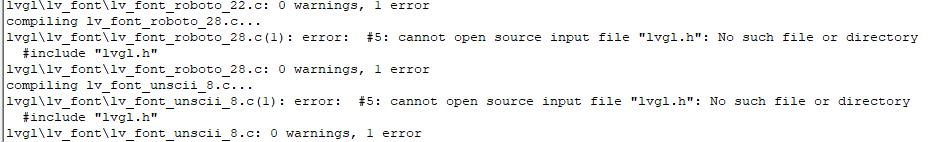 lvgl\lv_font\lv_font_roboto_22.c: 0 warnings, 1 error
compiling lv_font_roboto_28.c...
lvgl\lv_font\lv_font_roboto_28.c(1): error:  #5: cannot open source input file "lvgl.h": No such file or directory
  #include "lvgl.h"
lvgl\lv_font\lv_font_roboto_28.c: 0 warnings, 1 error
compiling lv_font_unscii_8.c...
lvgl\lv_font\lv_font_unscii_8.c(1): error:  #5: cannot open source input file "lvgl.h": No such file or directory
  #include "lvgl.h"
lvgl\lv_font\lv_font_unscii_8.c: 0 warnings, 1 error